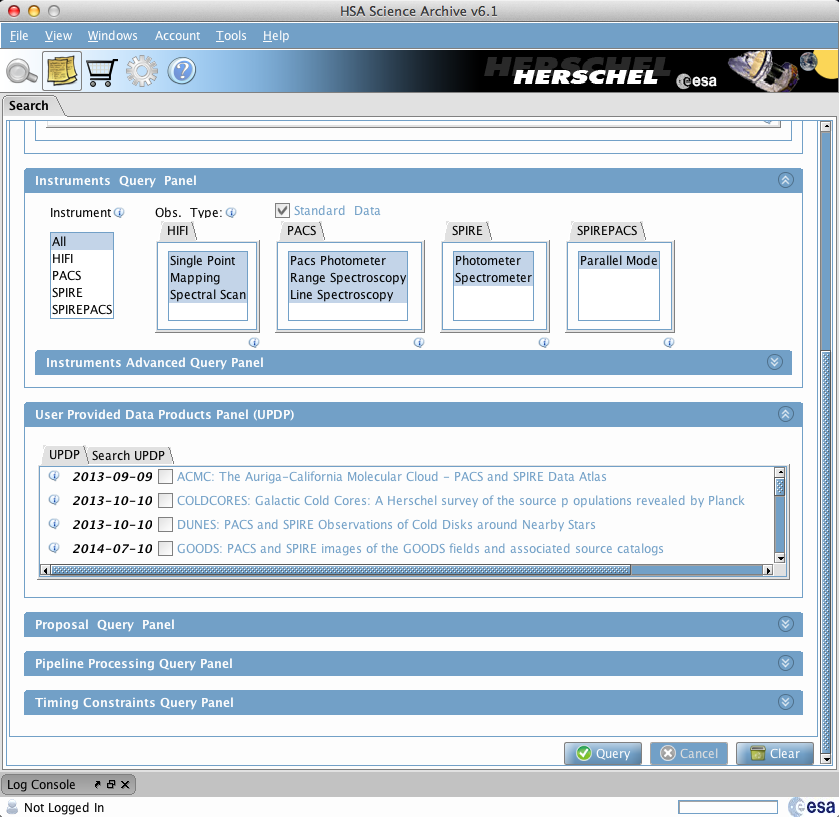 HSA Science Archive v6.1
File View Windows Account Tools Help
HERSCHEL
HERSCHEL
esa
Search
Instruments Query Panel
Instrument Obs. Type: Standard Data
HIFI PACS SPIRE SPIREPACS
All
HIFI
PACS
SPIRE
SPIREPACS
Single Point
Mapping
Spectral Scan
Pacs Photometer
Range Spectroscopy
Line Spectroscopy
Photometer
Spectrometer
Parallel Mode
Instruments Advanced Query Panel
User Provided Data Products Panel (UPDP)
UPDP Search UPDP
2013-09-09 ACMC: The Auriga-California Molecular Cloud - PACS and SPIRE Data Atlas
2013-10-10 COLDCORES: Galactic Cold Cores: A Herschel survey of the source p opulations revealed by Planck
2013-10-10 DUNES: PACS and SPIRE Observations of Cold Disks around Nearby Stars
2014-07-10 GOODS: PACS and SPIRE images of the GOODS fields and associated source catalogs
Proposal Query Panel
Pipeline Processing Query Panel
Timing Constraints Query Panel
Query Cancel Clear
Log Console
Not Logged In
esa